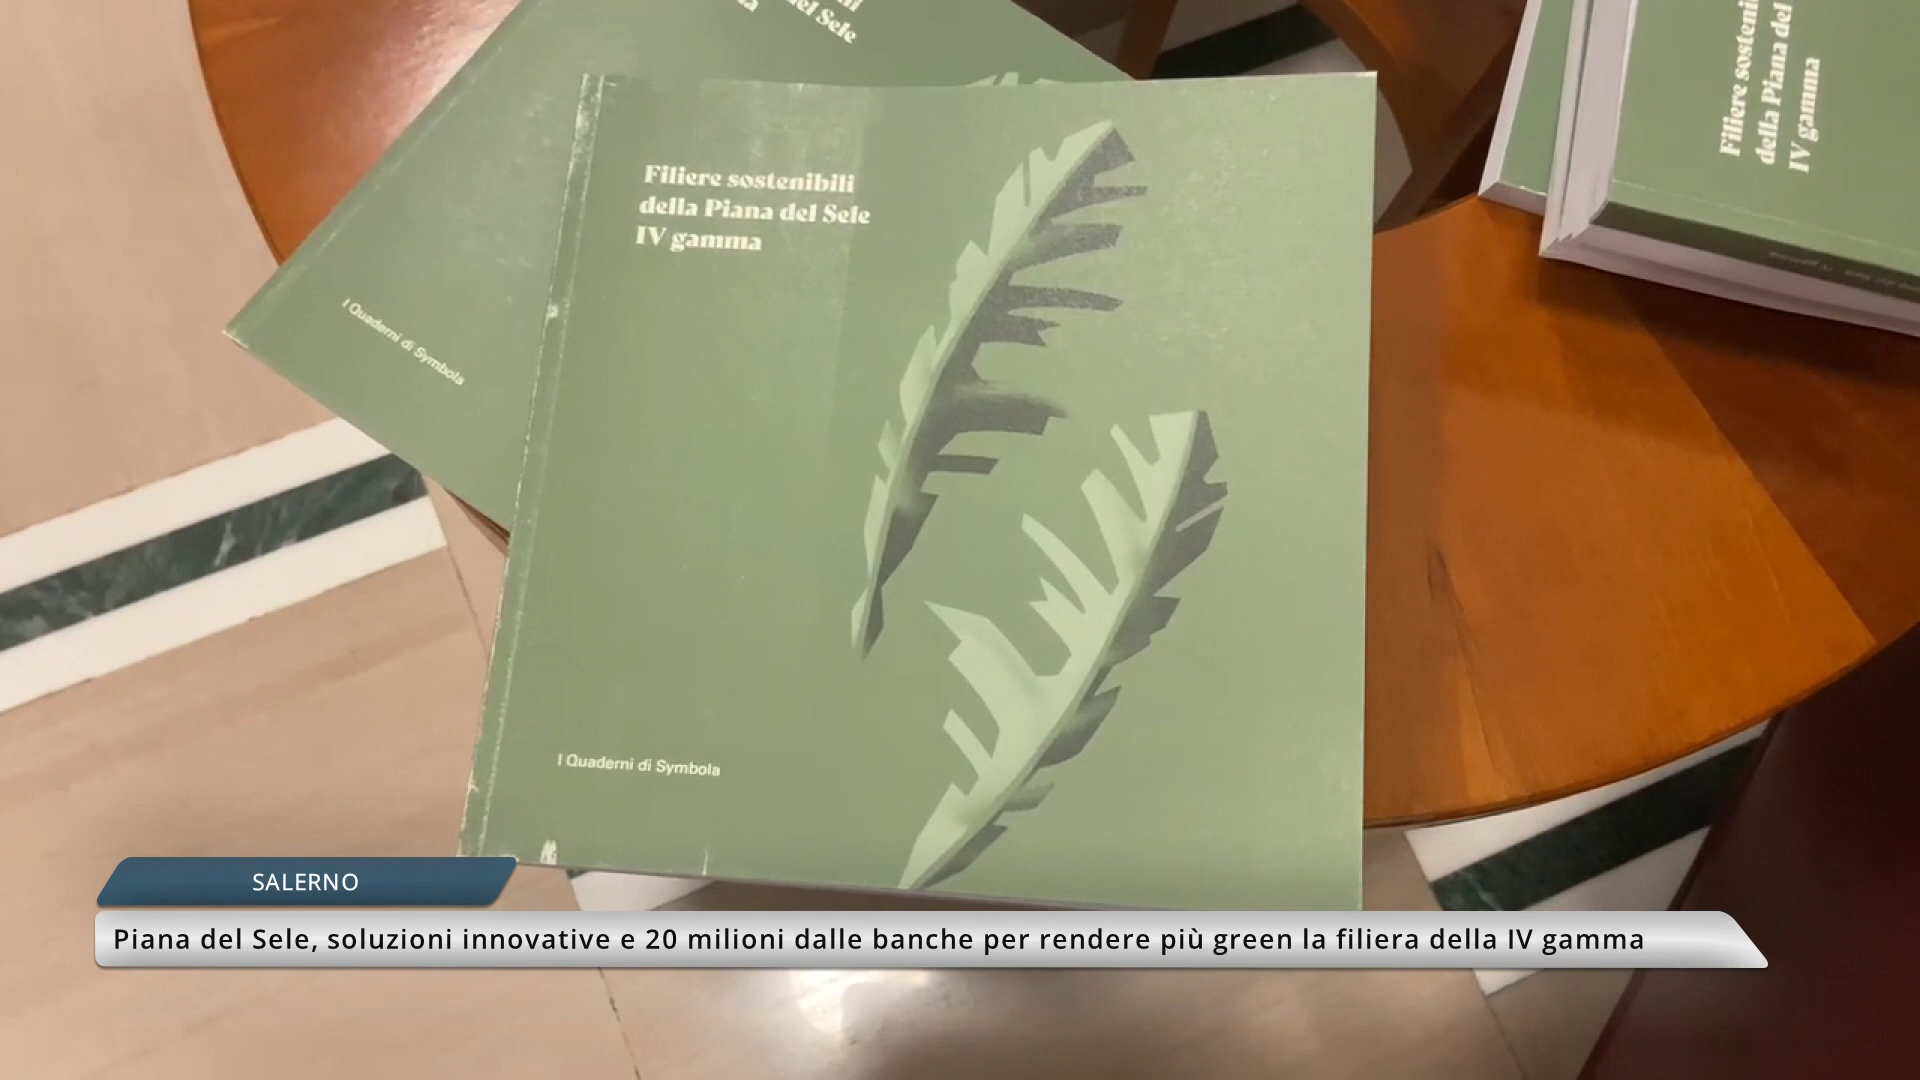 del Sele
Filiere sostenibili
della Piana del Sele
IV gamma
I Quaderni di Symbola
I Quaderni di Symbola
Filiere
della Piana del
IV gamma
SALERNO
Piana del Sele, soluzioni innovative e 20 milioni dalle banche per rendere più green la filiera della IV gamma